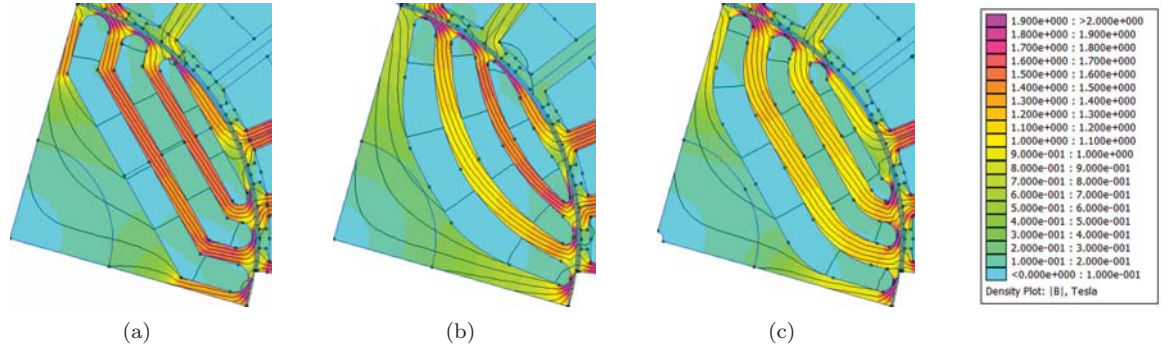 1.900e+000 : >2.000e+000
1.800e+000 : 1.900e+000
1.700e+000 : 1.800e+000
1.600e+000 : 1.700e+000
1.500e+000 : 1.600e+000
1.400e+000 : 1.500e+000
1.300e+000 : 1.400e+000
1.200e+000 : 1.300e+000
1.100e+000 : 1.200e+000
1.000e+000 : 1.100e+000
9.000e-001 : 1.000e+000
8.000e-001 : 9.000e-001
7.000e-001 : 8.000e-001
6.000e-001 : 7.000e-001
5.000e-001 : 6.000e-001
4.000e-001 : 5.000e-001
3.000e-001 : 4.000e-001
2.000e-001 : 3.000e-001
1.000e-001 : 2.000e-001
<0.000e+000 : 1.000e-001
Density Plot: |B|, Tesla
(a)
(b)
(c)